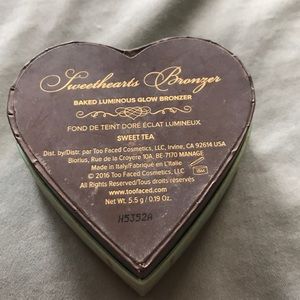 Sweethearts Bronzer
BAKED LUMINOUS GLOW BRONZER
FOND DE TEINT DORÉ ÉCLAT LUMINEUX
SWEET TEA
Dist. by/Distr. par Too Faced Cosmetics, LLC, Irvine, CA 92614 USA
Biotius, Rue de la Croyere 10A, BE-7170 MANAGE
Made in Italy/Fabriqué en L'Italie
© 2016 Too Faced Cosmetics, LLC
All Rights Reserved/Tous droits réservés
www.toofaced.com
Net Wt. 5.5 g / 0.19 Oz.
18M
H5352A